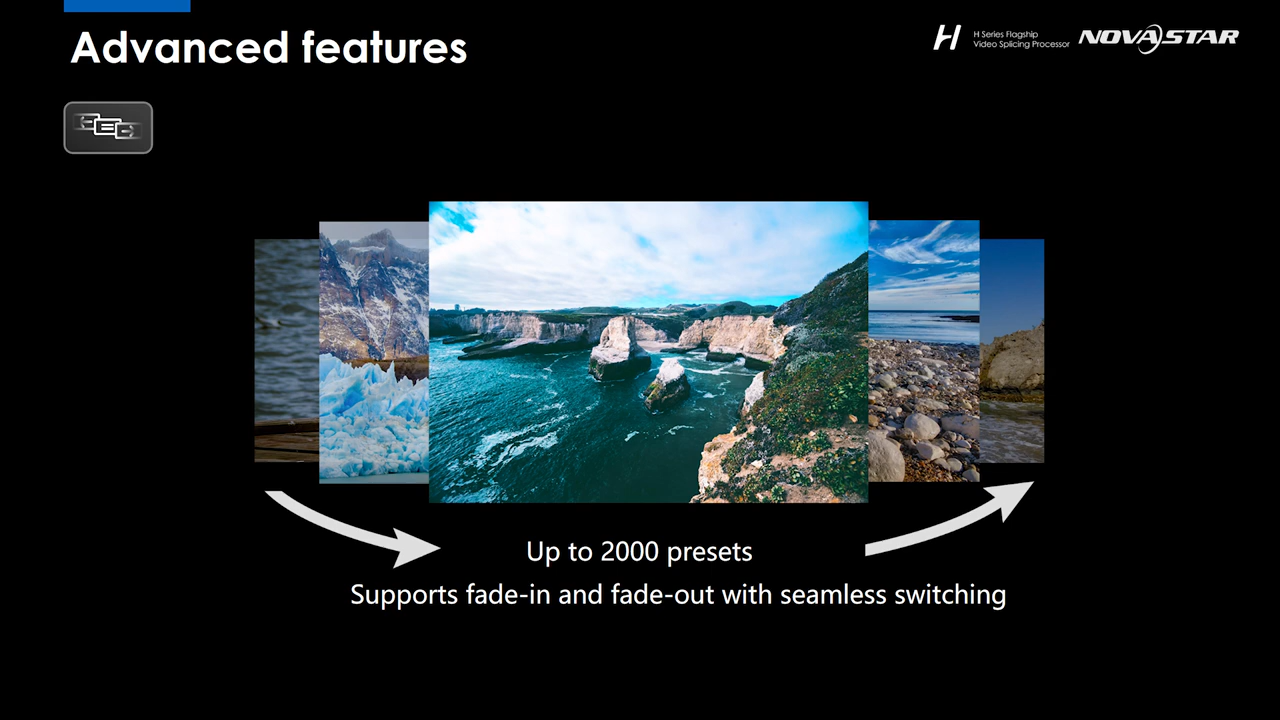 Advanced features
H Series Flagship
Video Splicing Processor
NOVASTAR
Up to 2000 presets
Supports fade-in and fade-out with seamless switching